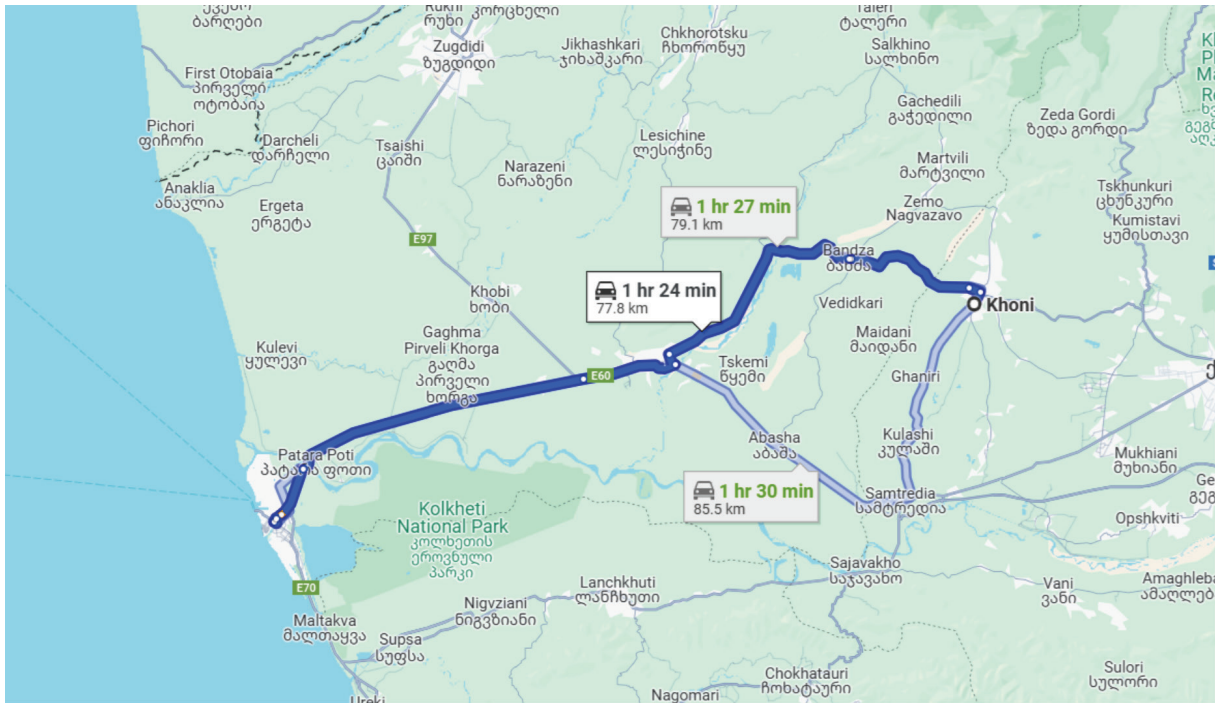 ბარღები
Rukhi
რუხი
კორცხელი
Taleri
ტალერი
Zugdidi
ზუგდიდი
Jikhashkari
ჯიხაშკარი
Chkhorotsku
ჩხოროწყუ
Salkhino
სალხინო
First Otobaia
პირველი
ოტობაია
Gachedili
გაჭედილი
Zeda Gordi
ზედა გორდი
Pichori
ფიჩორი
Darcheli
დარჩელი
Tsaishi
ცაიში
Lesichine
ლესიჭინე
Narazeni
ნარაზენი
Martvili
მარტვილი
Anaklia
ანაკლია
Ergeta
ერგეტა
Zemo
Nagvazavo
Tskhunkuri
ცხუნკური
Kumistavi
ყუმისთავი
1 hr 27 min
79.1 km
E97
Bandza
ბანძა
1 hr 24 min
77.8 km
Khobi
ხობი
Vedidkari
Khoni
Gaghma
Pirveli Khorga
გაღმა
პირველი
ხორგა
Maidani
მაიდანი
Kulevi
ყულევი
E60
Tskemi
წყემი
Ghaniri
Abasha
აბაშა
Kulashi
კულაში
Patara Poti
პატარა ფოთი
Mukhiani
მუხიანი
1 hr 30 min
85.5 km
Samtredia
სამტრედია
Kolkheti
National Park
კოლხეთის
ეროვნული
პარკი
Opshkviti
E70
Sajavakho
საჯავახო
Lanchkhuti
ლანჩხუთი
Vani
ვანი
Nigvziani
ნიგვზიანი
Maltakva
მალთაყვა
Supsa
სუფსა
Chokhatauri
ჩოხატაური
Sulori
სულორი
Nagomari
Ureki